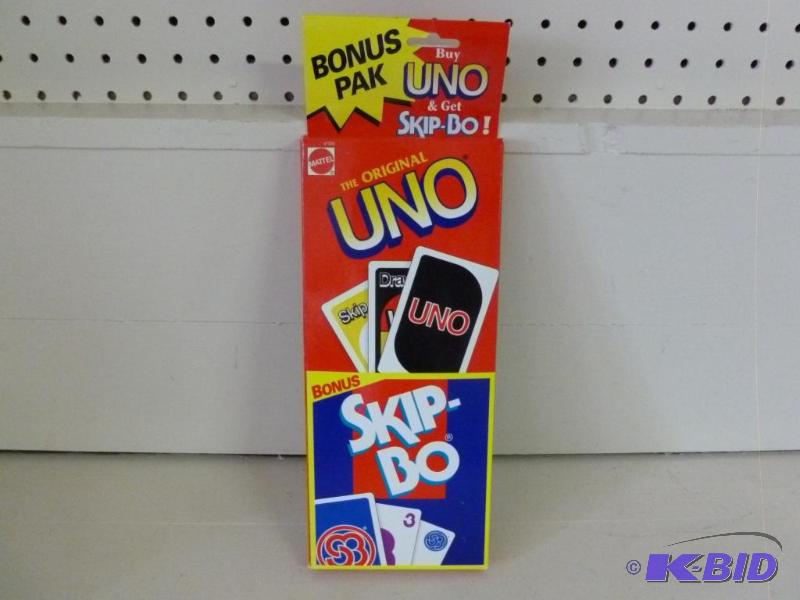 BONUS
PAK
Buy
UNO
& Get
SKIP-BO!
MATTEL
THE ORIGINAL
UNO®
Skip
Dra
UNO
BONUS
SKIP-
BO®
3
SB
© K-BID